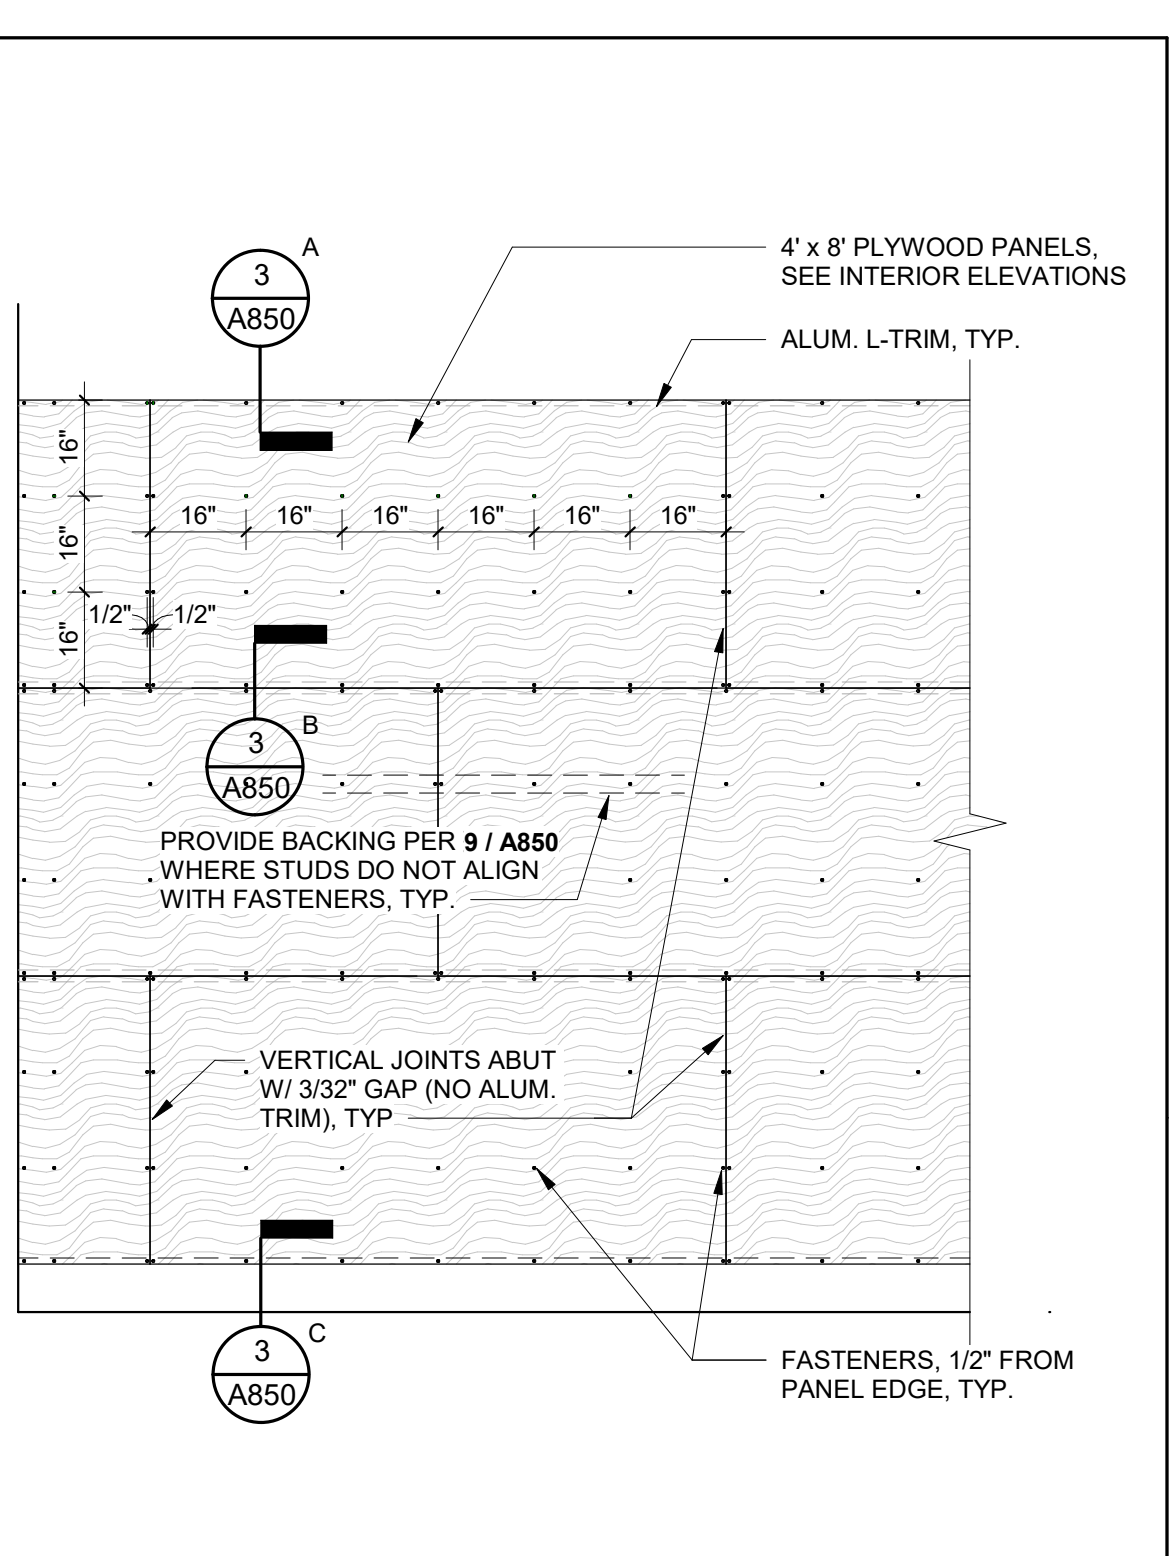 A
3
A850
4' x 8' PLYWOOD PANELS,
SEE INTERIOR ELEVATIONS
ALUM. L-TRIM, TYP.
16"
16"
16"
16"
16"
16"
16"
16"
16"
1/2"
1/2"
B
3
A850
PROVIDE BACKING PER 9 / A850
WHERE STUDS DO NOT ALIGN
WITH FASTENERS, TYP.
VERTICAL JOINTS ABUT
W/ 3/32" GAP (NO ALUM.
TRIM), TYP
C
3
A850
FASTENERS, 1/2" FROM
PANEL EDGE, TYP.